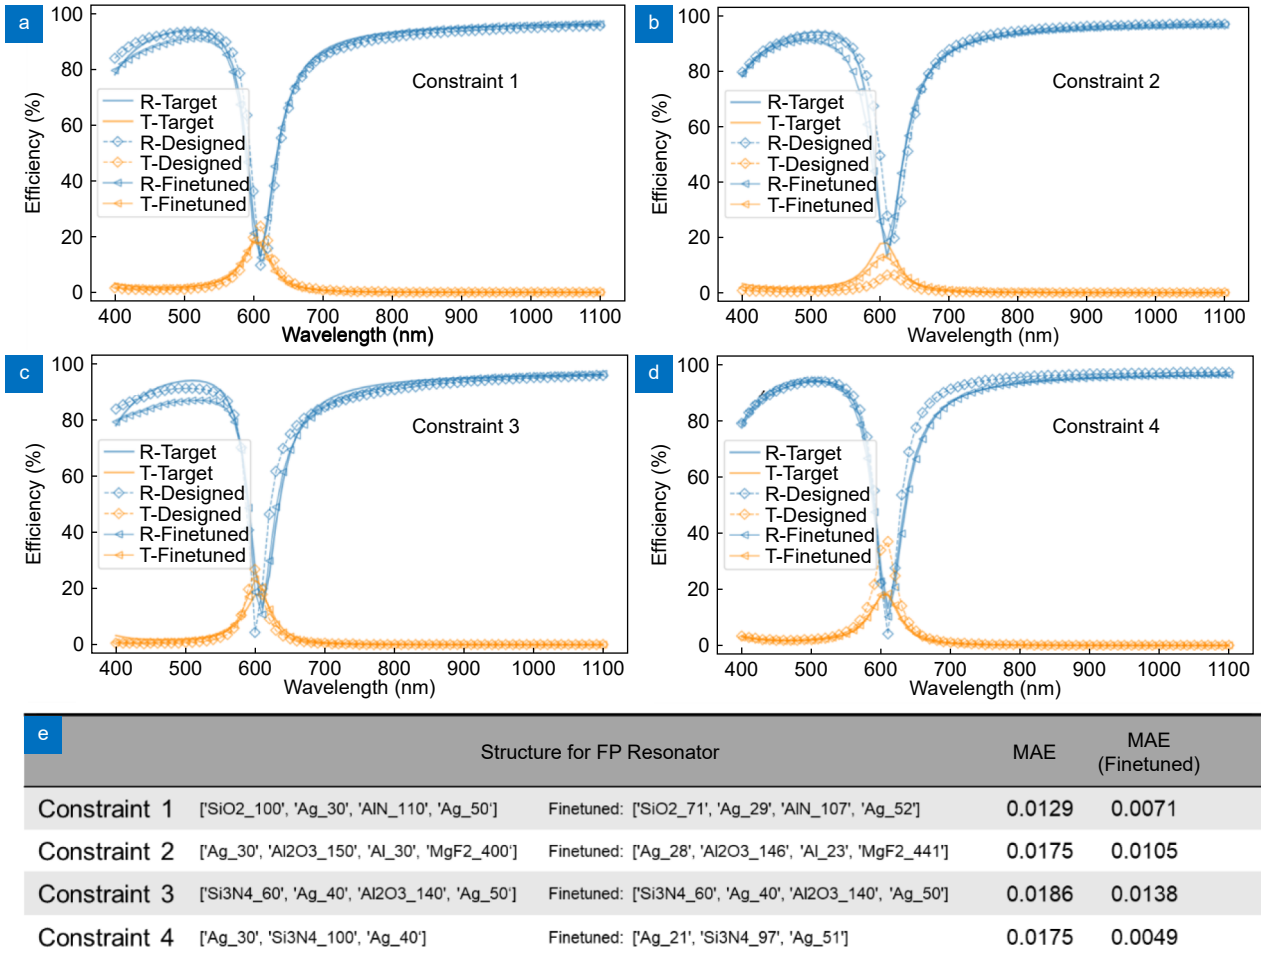 a
100
80
60
40
20
0
Efficiency (%)
Constraint 1
R-Target
T-Target
R-Designed
T-Designed
R-Finetuned
T-Finetuned
400 500 600 700 800 900 1000 1100
Wavelength (nm)
b
100
80
60
40
20
0
Efficiency (%)
Constraint 2
R-Target
T-Target
R-Designed
T-Designed
R-Finetuned
T-Finetuned
400 500 600 700 800 900 1000 1100
Wavelength (nm)
c
100
80
60
40
20
0
Efficiency (%)
Constraint 3
R-Target
T-Target
R-Designed
T-Designed
R-Finetuned
T-Finetuned
400 500 600 700 800 900 1000 1100
Wavelength (nm)
d
100
80
60
40
20
0
Efficiency (%)
Constraint 4
R-Target
T-Target
R-Designed
T-Designed
R-Finetuned
T-Finetuned
400 500 600 700 800 900 1000 1100
Wavelength (nm)
e
Structure for FP Resonator MAE MAE (Finetuned)
Constraint 1 ['SiO2_100', 'Ag_30', 'AlN_110', 'Ag_50‘] Finetuned: ['SiO2_71', 'Ag_29', 'AlN_107', 'Ag_52'] 0.0129 0.0071
Constraint 2 ['Ag_30', 'Al2O3_150', 'Al_30', 'MgF2_400‘] Finetuned: ['Ag_28', 'Al2O3_146', 'Al_23', 'MgF2_441'] 0.0175 0.0105
Constraint 3 ['Si3N4_60', 'Ag_40', 'Al2O3_140', 'Ag_50‘] Finetuned: ['Si3N4_60', 'Ag_40', 'Al2O3_140', 'Ag_50'] 0.0186 0.0138
Constraint 4 ['Ag_30', 'Si3N4_100', 'Ag_40‘] Finetuned: ['Ag_21', 'Si3N4_97', 'Ag_51'] 0.0175 0.0049